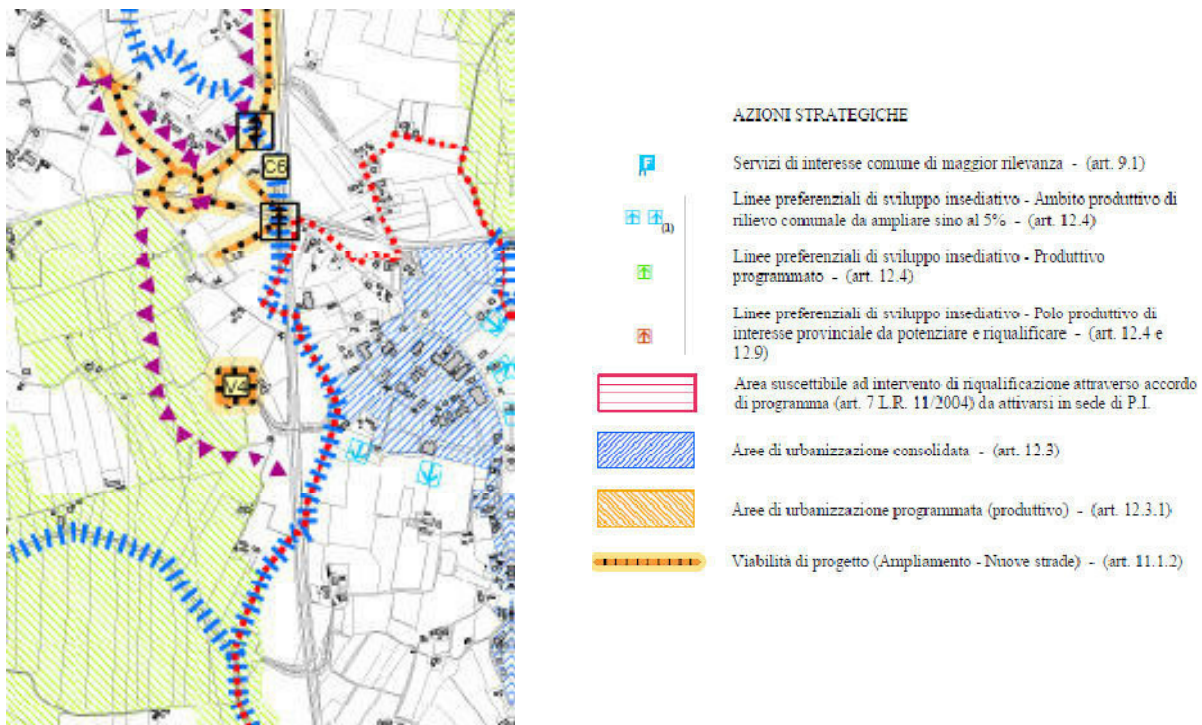 C6
V4
AZIONI STRATEGICHE
F
Servizi di interesse comune di maggior rilevanza - (art. 9.1)
Linee preferenziali di sviluppo insediativo - Ambito produttivo di
rilievo comunale da ampliare sino al 5% - (art. 12.4)
(1)
Linee preferenziali di sviluppo insediativo - Produttivo
programmato - (art. 12.4)
Linee preferenziali di sviluppo insediativo - Polo produttivo di
interesse provinciale da potenziare e riqualificare - (art. 12.4 e
12.9)
Area suscettibile ad intervento di riqualificazione attraverso accordo
di programma (art. 7 L.R. 11/2004) da attivarsi in sede di P.I.
Aree di urbanizzazione consolidata - (art. 12.3)
Aree di urbanizzazione programmata (produttivo) - (art. 12.3.1)
Viabilità di progetto (Ampliamento - Nuove strade) - (art. 11.1.2)